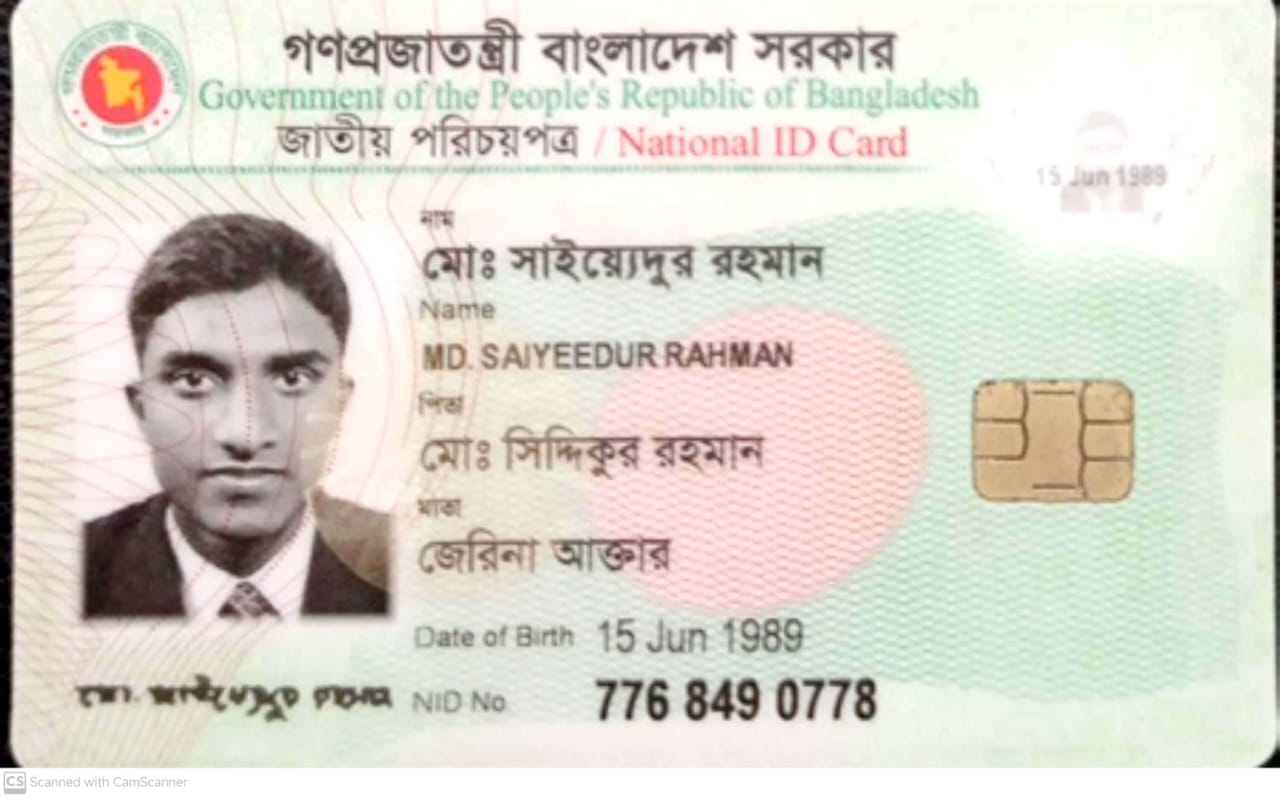 গণপ্রজাতন্ত্রী বাংলাদেশ সরকার
Government of the People's Republic of Bangladesh
জাতীয় পরিচয়পত্র / National ID Card
15 Jun 1989
নাম
মোঃ সাইয়্যেদুর রহমান
Name
MD. SAIYEEDUR RAHMAN
পিতা
মোঃ সিদ্দিকুর রহমান
মাতা
জেরিনা আক্তার
Date of Birth 15 Jun 1989
NID No. 776 849 0778
CS Scanned with CamScanner